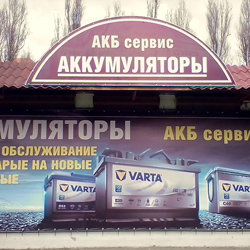 АКБ сервис
АККУМУЛЯТОРЫ
МУЛЯТОРЫ АКБ серви
ОБСЛУЖИВАНИЕ
АРЫЕ НА НОВЫЕ
ЫЕ
VARTA
VARTA
VARTA